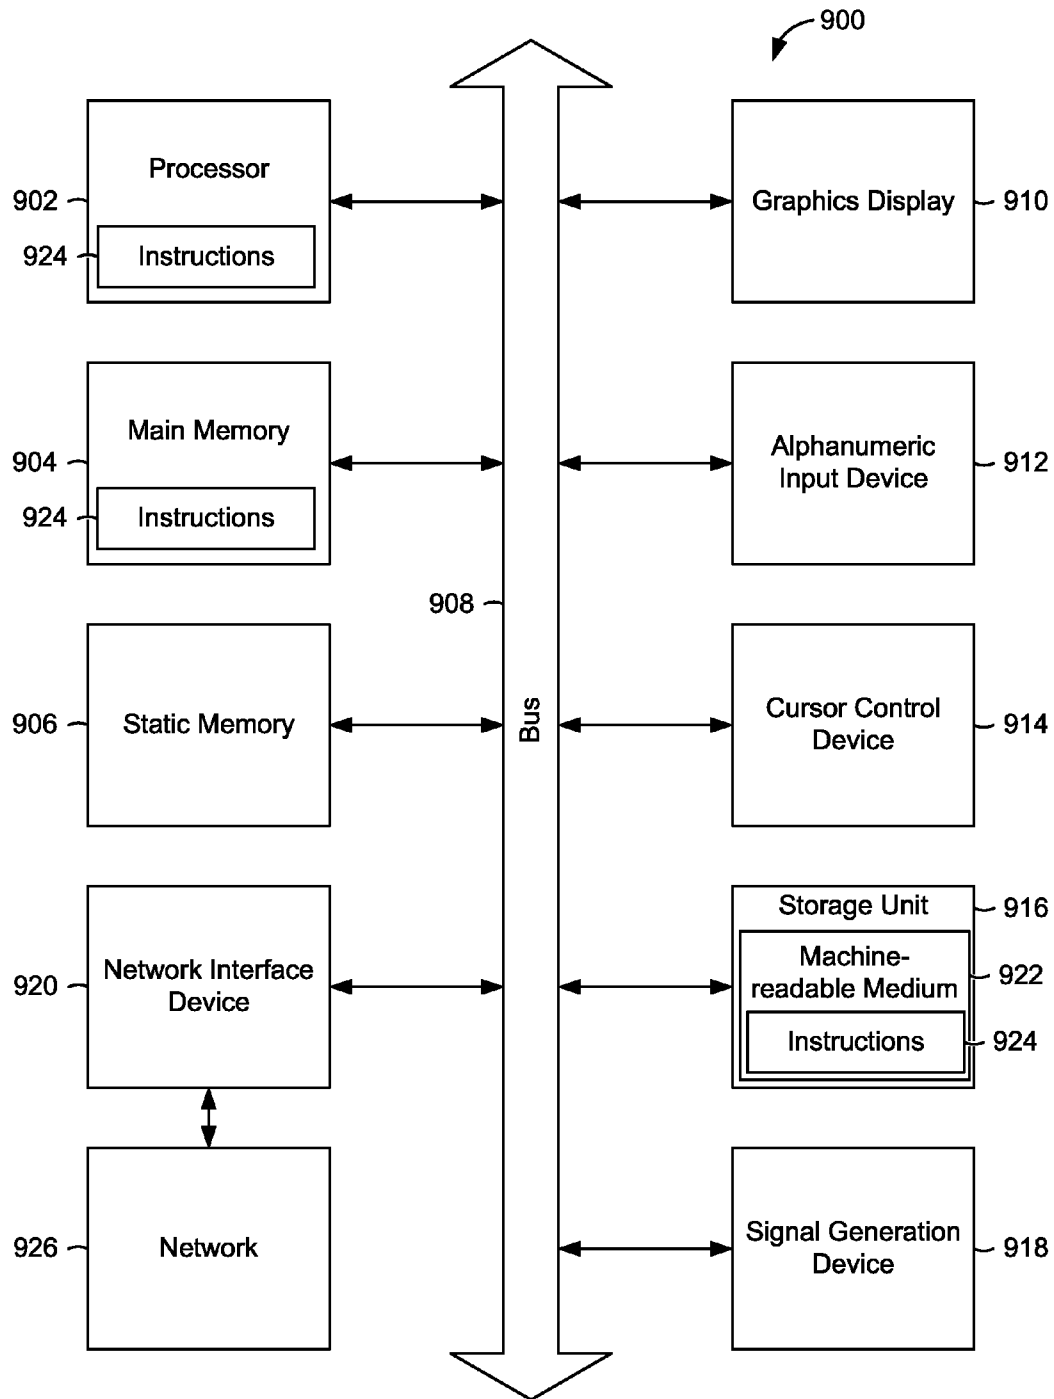 900
Processor
902
924
Instructions
Graphics Display
910
Main Memory
904
924
Instructions
Alphanumeric
Input Device
912
908
Bus
Static Memory
906
Cursor Control
Device
914
Network Interface
Device
920
Storage Unit
916
Machine-
readable Medium
922
Instructions
924
Network
926
Signal Generation
Device
918